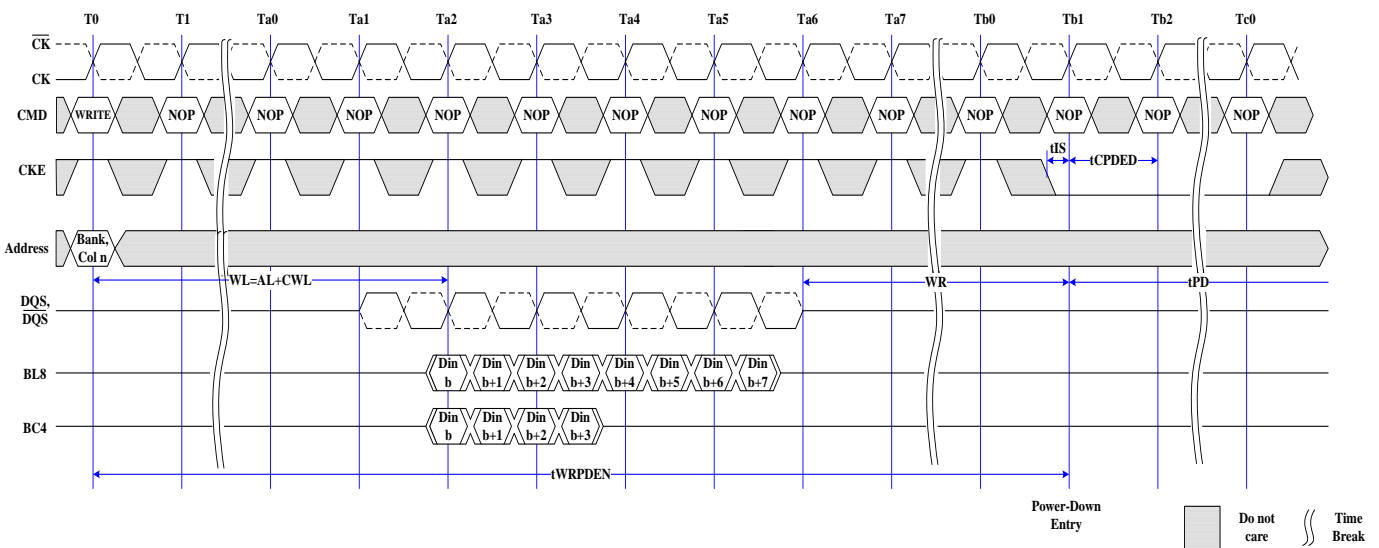 T0 T1 Ta0 Ta1 Ta2 Ta3 Ta4 Ta5 Ta6 Ta7 Tb0 Tb1 Tb2 Tc0
CK
CK
CMD WRITE NOP NOP NOP NOP NOP NOP NOP NOP NOP NOP NOP NOP NOP
tIS
CKE tCPDED
Address Bank,
Col n
WL=AL+CWL WR tPD
DQS,
DQS
BL8 Din b Din b+1 Din b+2 Din b+3 Din b+4 Din b+5 Din b+6 Din b+7
BC4 Din b Din b+1 Din b+2 Din b+3
tWRPDEN
Power-Down
Entry
Do not
care
Time
Break